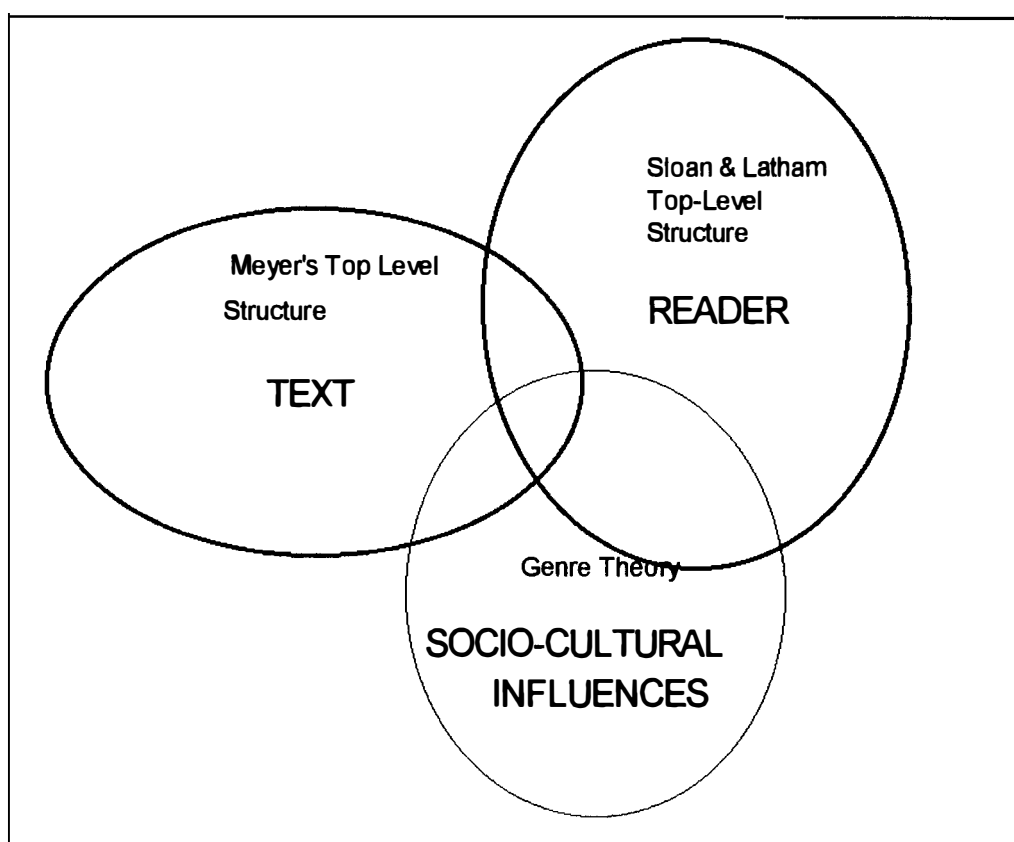 Sloan & Latham
Top-Level
Structure
READER
Meyer's Top Level
Structure
TEXT
Genre Theory
SOCIO-CULTURAL
INFLUENCES